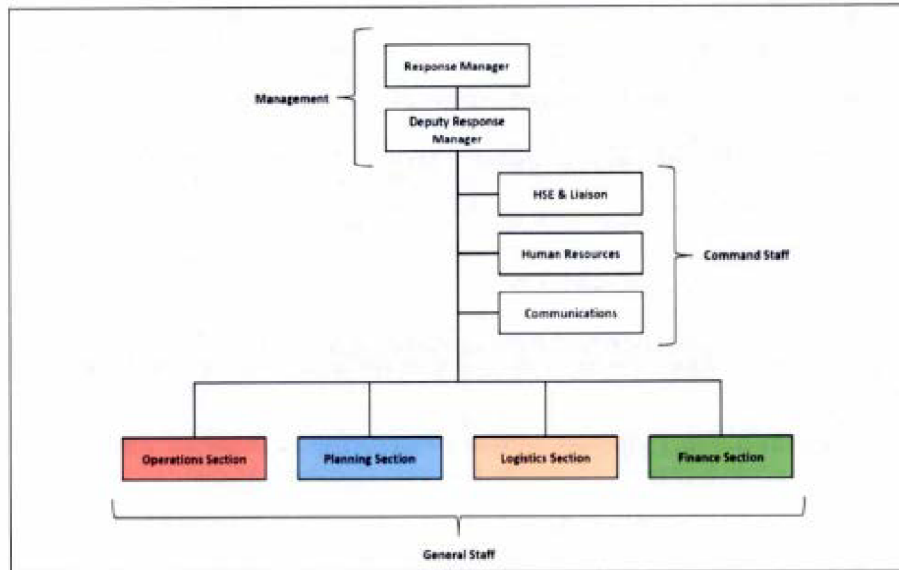 Response Manager
Management
Deputy Response
Manager
HSE & Liaison
Human Resources
Command Staff
Communications
Operations Section
Planning Section
Logistics Section
Finance Section
General Staff